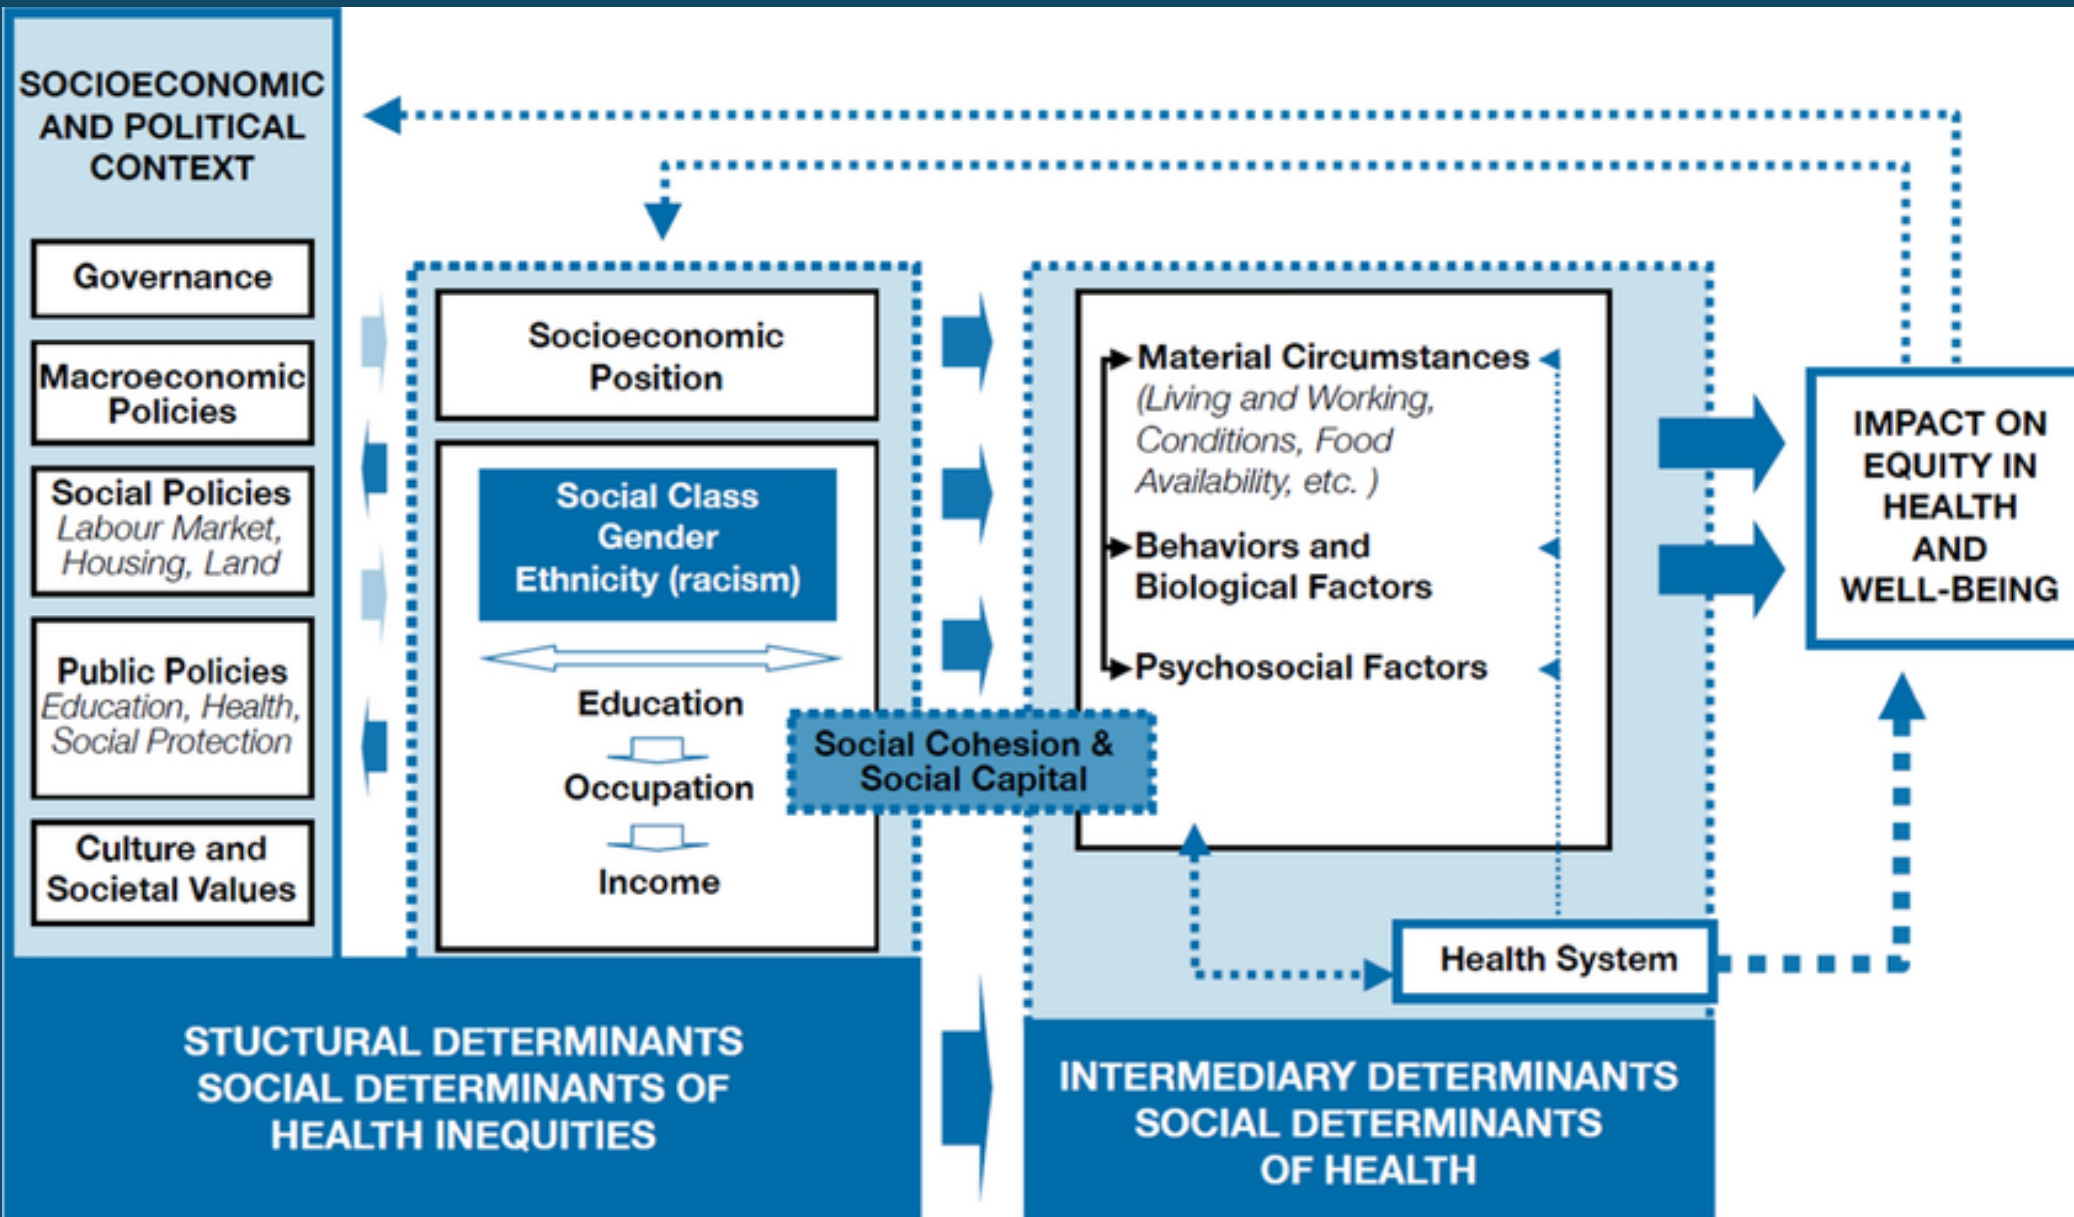 SOCIOECONOMIC
AND POLITICAL
CONTEXT
Governance
Macroeconomic
Policies
Social Policies
Labour Market,
Housing, Land
Public Policies
Education, Health,
Social Protection
Culture and
Societal Values
Socioeconomic
Position
Social Class
Gender
Ethnicity (racism)
Education
Occupation
Income
Social Cohesion &
Social Capital
Material Circumstances
(Living and Working,
Conditions, Food
Availability, etc. )
Behaviors and
Biological Factors
Psychosocial Factors
Health System
IMPACT ON
EQUITY IN
HEALTH
AND
WELL-BEING
STUCTURAL DETERMINANTS
SOCIAL DETERMINANTS OF
HEALTH INEQUITIES
INTERMEDIARY DETERMINANTS
SOCIAL DETERMINANTS
OF HEALTH